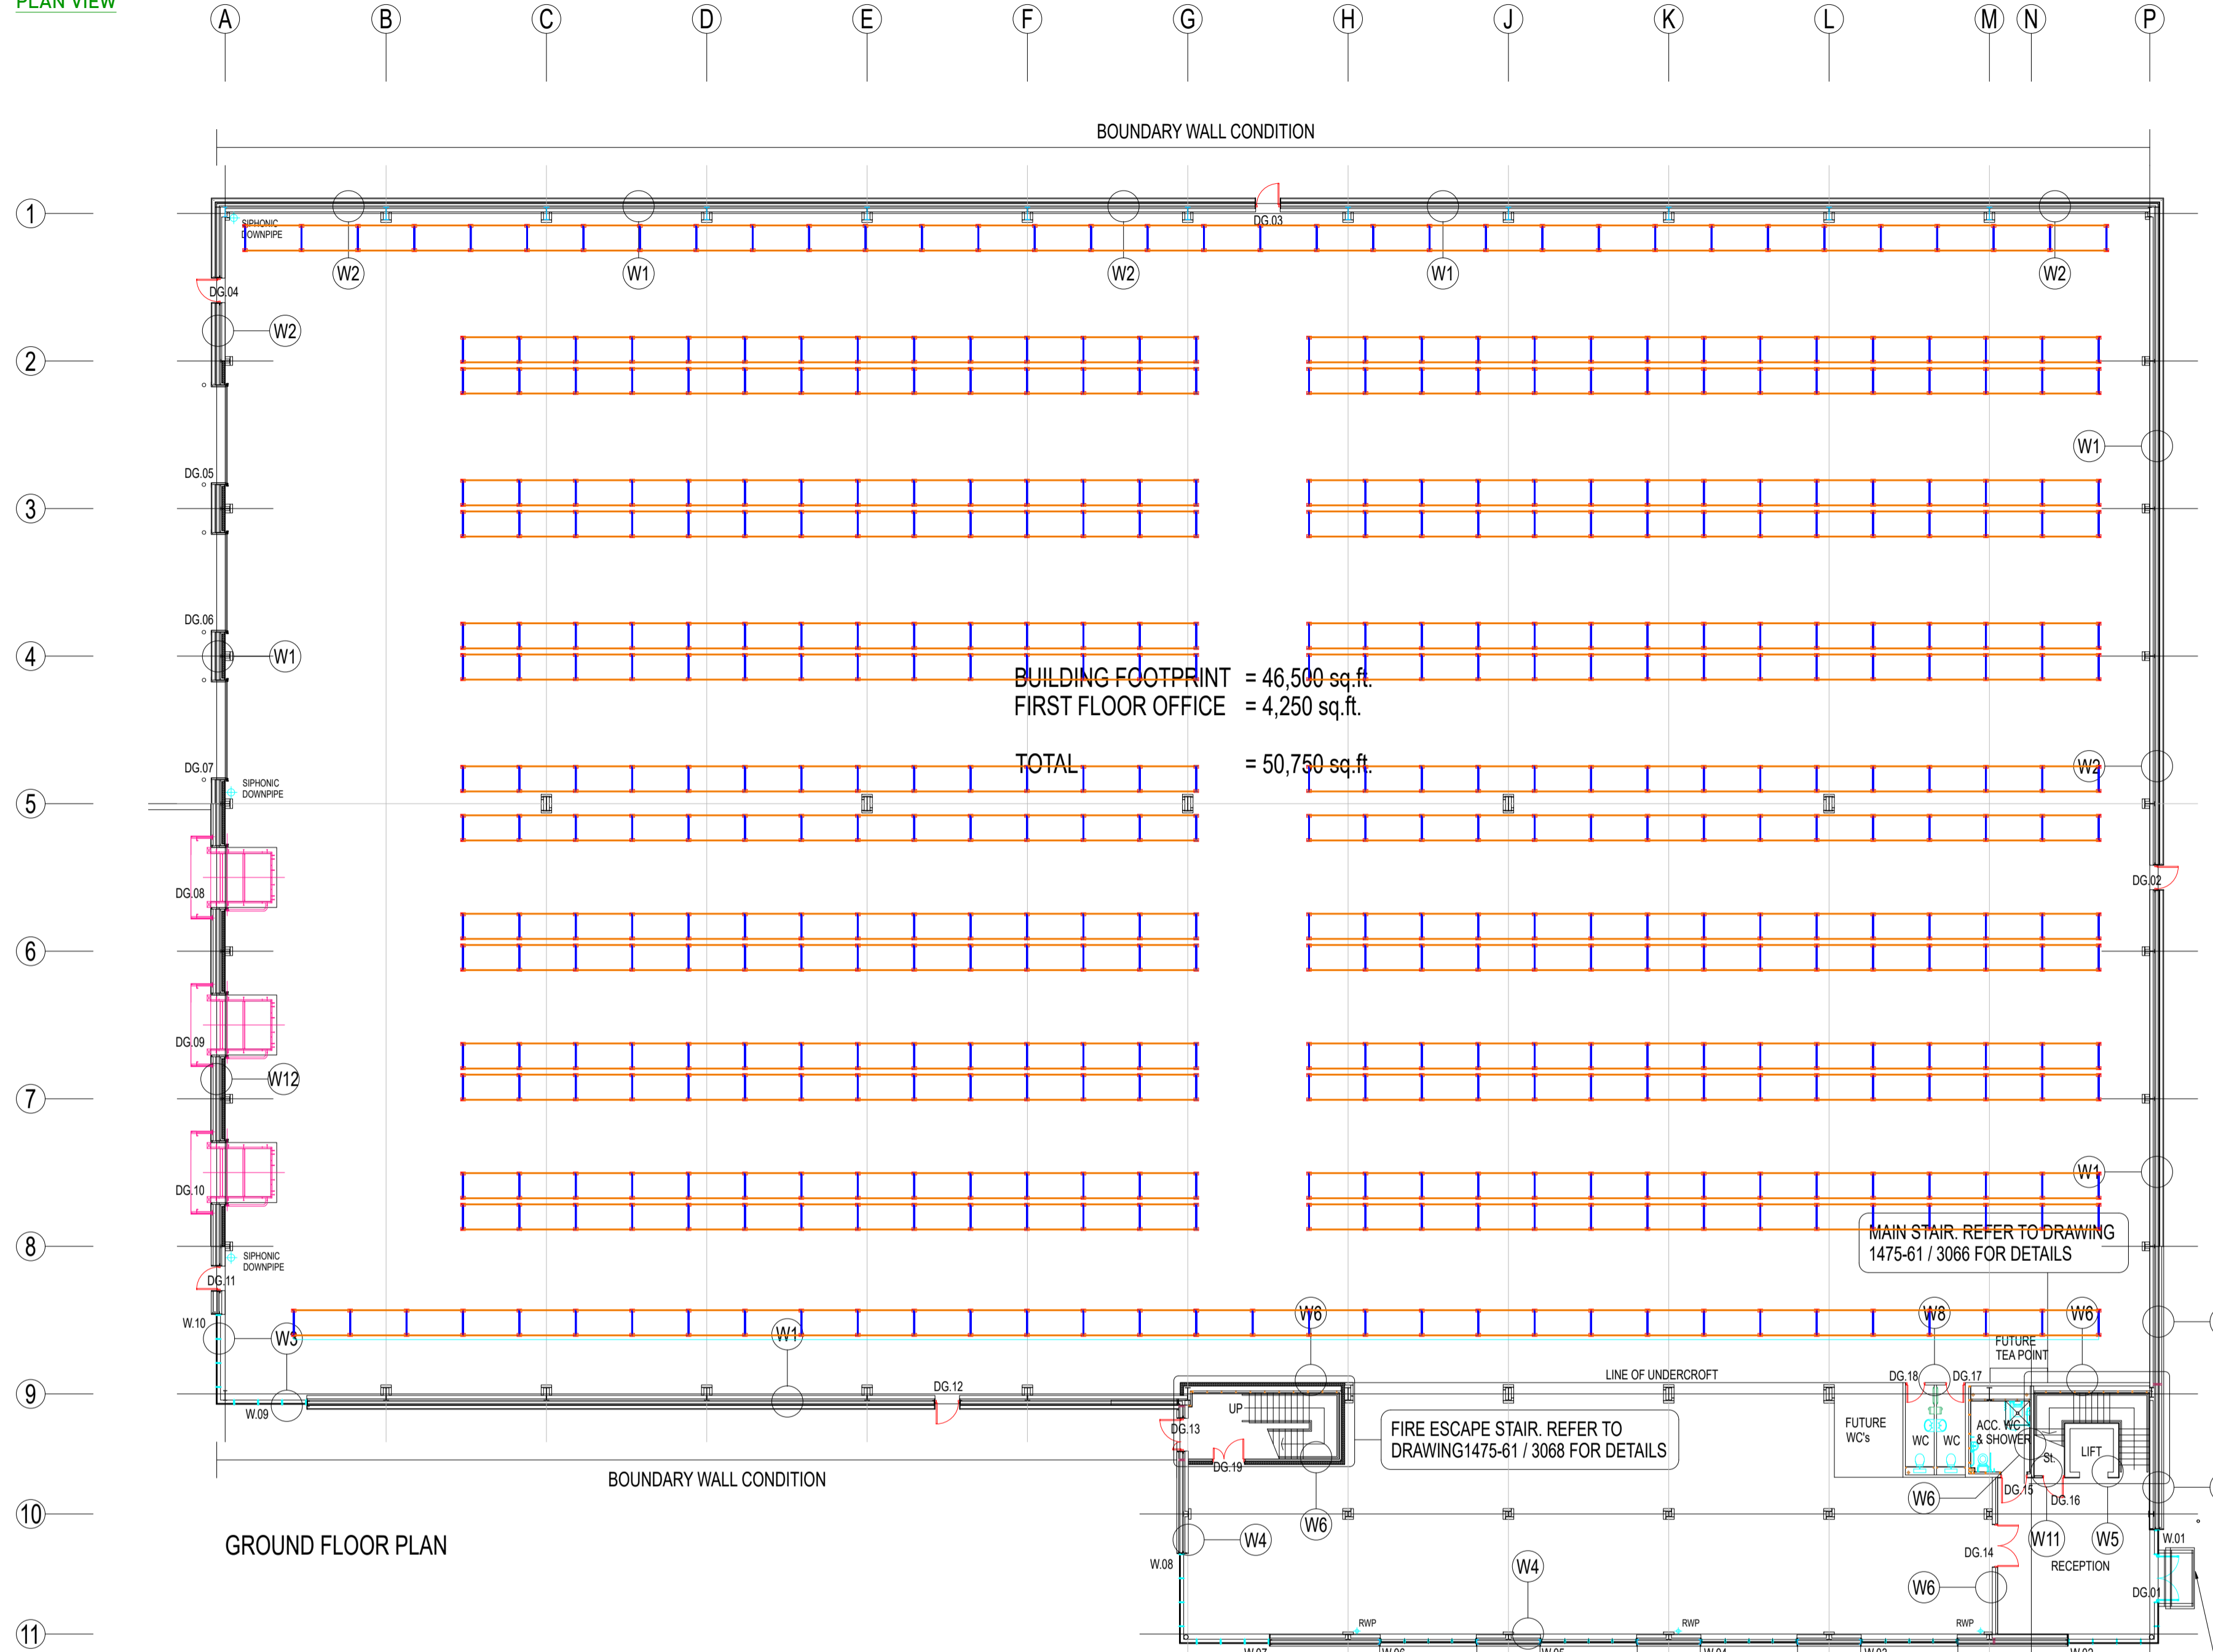 PLAN VIEW
A B C D E F G H J K L M N P
BOUNDARY WALL CONDITION
1
SIPHONIC
DOWNPIPE
DG.03
W2 W1 W2 W1 W2
DG.04
W2
2
W1
DG.05
3
DG.06
4
W1
BUILDING FOOTPRINT = 46,500 sq.ft.
FIRST FLOOR OFFICE = 4,250 sq.ft.
TOTAL = 50,750 sq.ft.
DG.07
W2
SIPHONIC
DOWNPIPE
5
DG.08
DG.02
6
DG.09
W12
7
W1
DG.10
MAIN STAIR. REFER TO DRAWING
1475-61 / 3066 FOR DETAILS
8
SIPHONIC
DOWNPIPE
DG.11
W.10
W3 W1 W6 W8 W6
FUTURE
TEA POINT
LINE OF UNDERCROFT
DG.18 DG.17
9
DG.12
W.09
UP
DG.13
FIRE ESCAPE STAIR. REFER TO
DRAWING1475-61 / 3068 FOR DETAILS
FUTURE
WC's
WC WC
ACC. WC
& SHOWER
St.
LIFT
DG.19
BOUNDARY WALL CONDITION
DG.15
DG.16
W6
10
W6
W4
W11
W5
W.01
GROUND FLOOR PLAN
DG.14
W.08
W4
RECEPTION
W6
DG.01
11
RWP RWP RWP
W.07 W.06 W.05 W.04 W.03 W.02